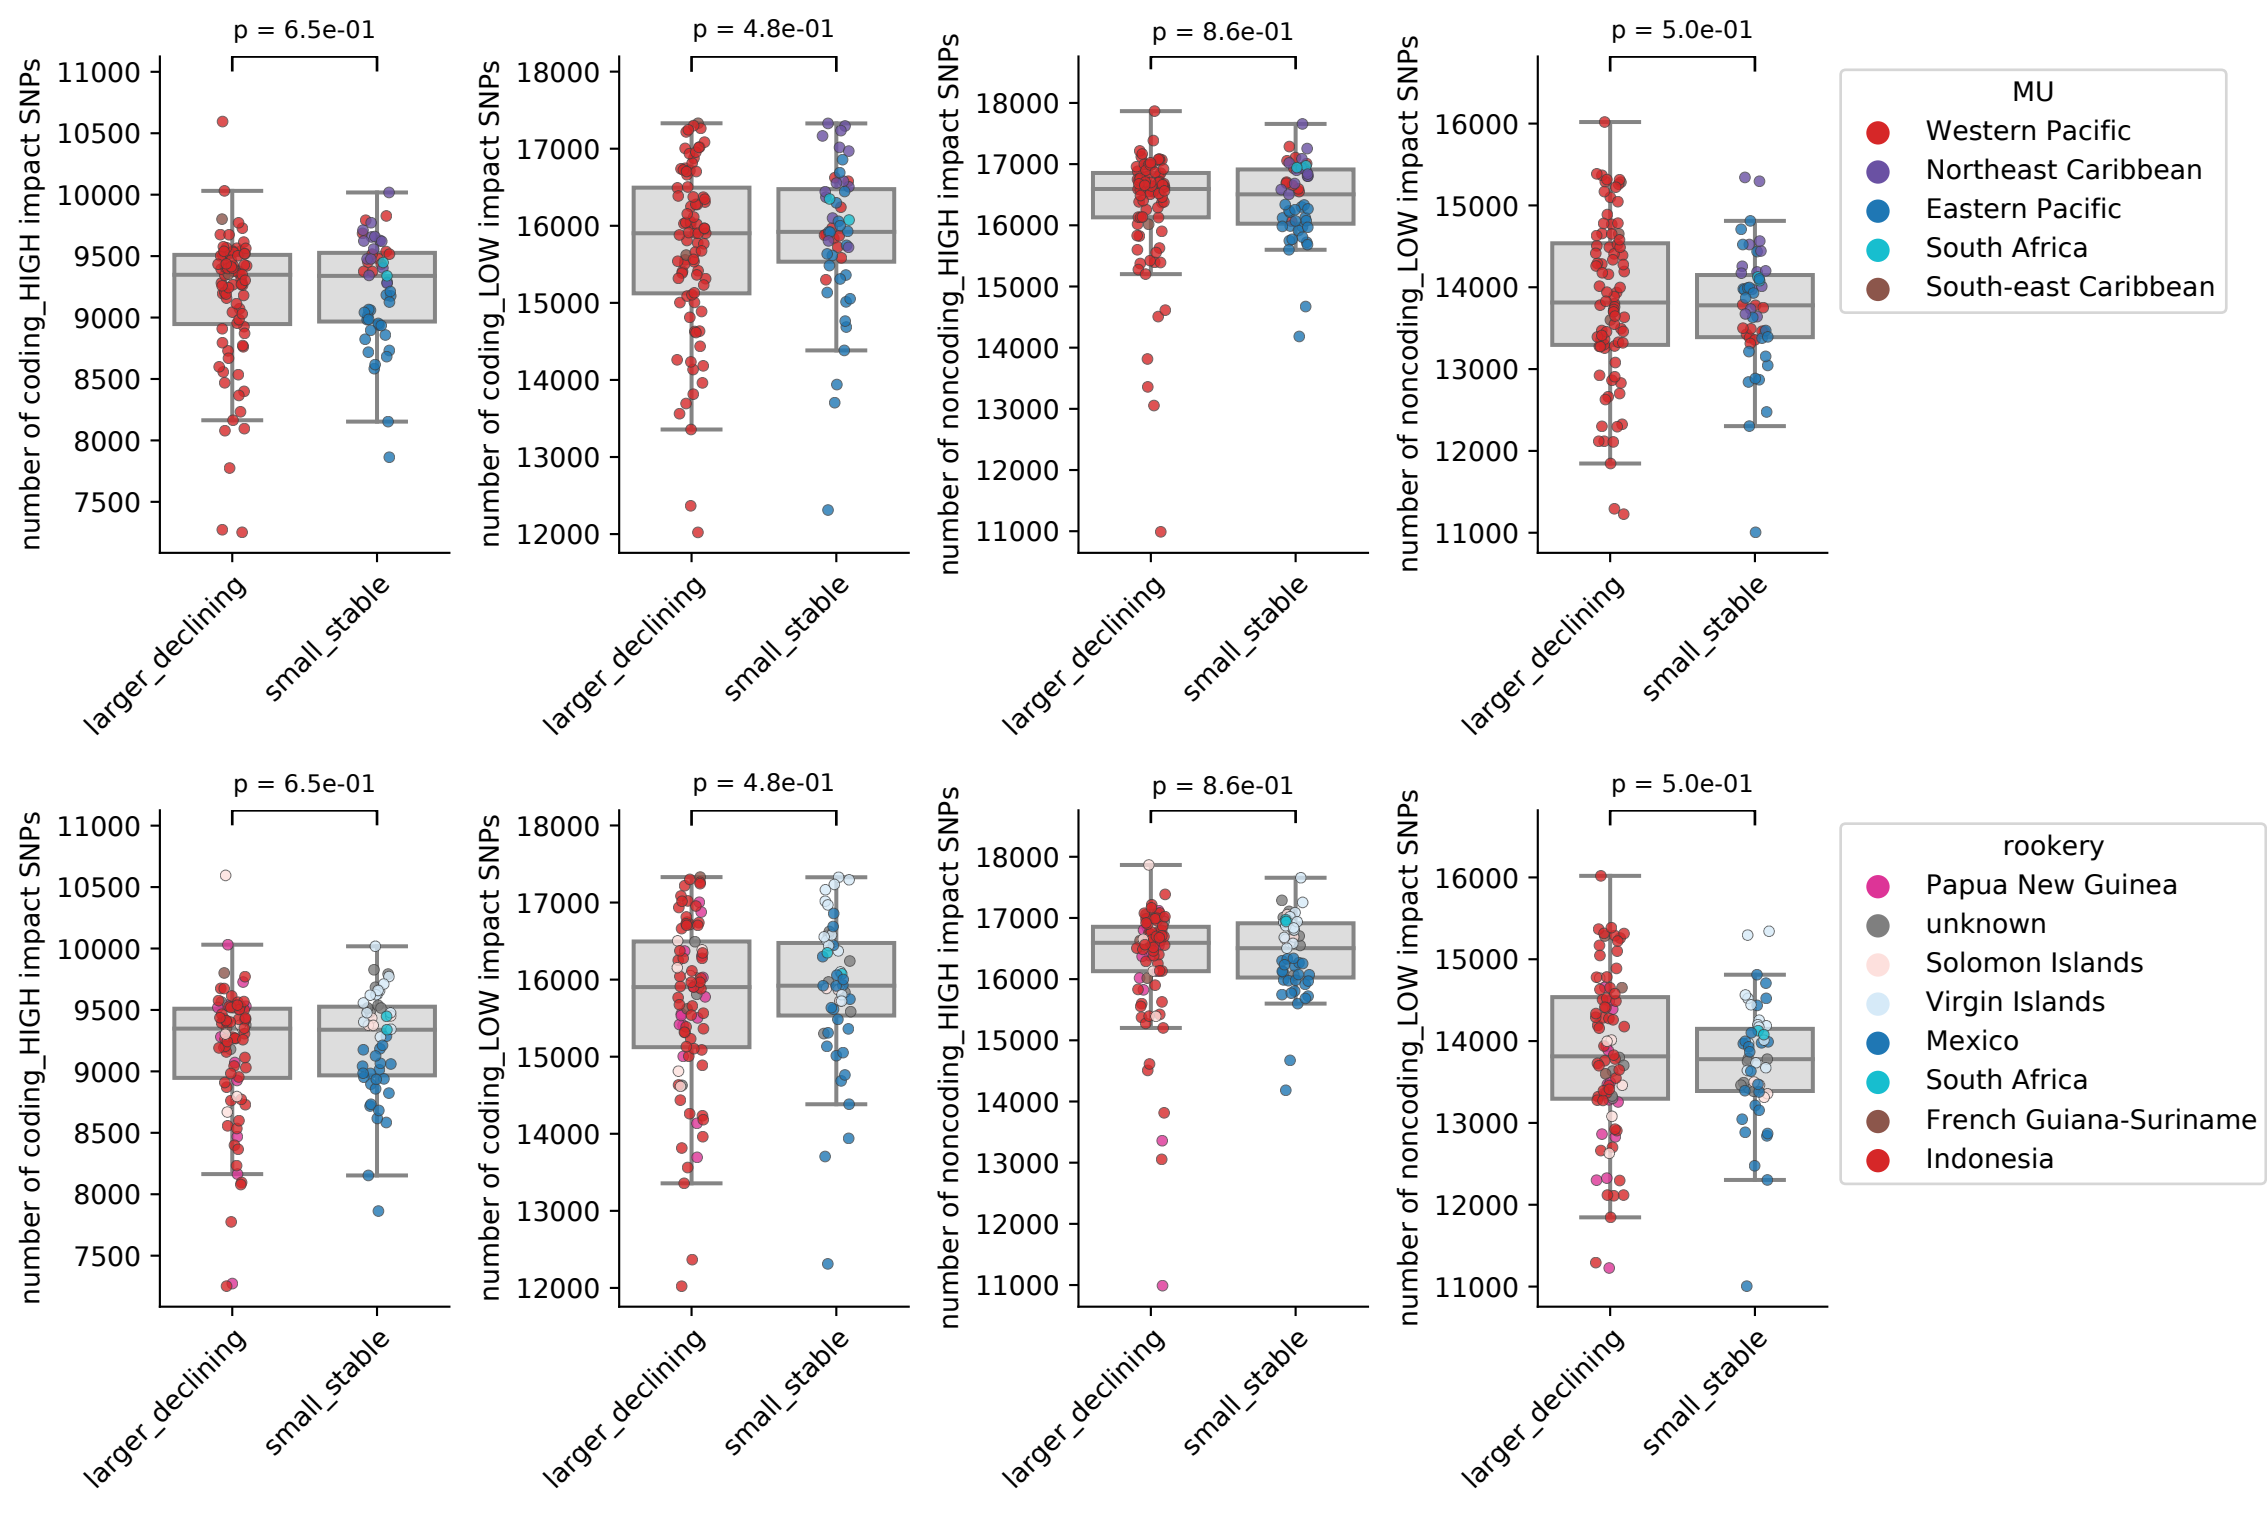 p = 6.5e-01
p = 4.8e-01
p = 8.6e-01
p = 5.0e-01
number of coding_HIGH impact SNPs
11000
10500
10000
9500
9000
8500
8000
7500
larger_declining
small_stable
number of coding_LOW impact SNPs
18000
17000
16000
15000
14000
13000
12000
larger_declining
small_stable
number of noncoding_HIGH impact SNPs
18000
17000
16000
15000
14000
13000
12000
11000
larger_declining
small_stable
number of noncoding_LOW impact SNPs
16000
15000
14000
13000
12000
11000
larger_declining
small_stable
MU
Western Pacific
Northeast Caribbean
Eastern Pacific
South Africa
South-east Caribbean
p = 6.5e-01
p = 4.8e-01
p = 8.6e-01
p = 5.0e-01
number of coding_HIGH impact SNPs
11000
10500
10000
9500
9000
8500
8000
7500
larger_declining
small_stable
number of coding_LOW impact SNPs
18000
17000
16000
15000
14000
13000
12000
larger_declining
small_stable
number of noncoding_HIGH impact SNPs
18000
17000
16000
15000
14000
13000
12000
11000
larger_declining
small_stable
number of noncoding_LOW impact SNPs
16000
15000
14000
13000
12000
11000
larger_declining
small_stable
rookery
Papua New Guinea
unknown
Solomon Islands
Virgin Islands
Mexico
South Africa
French Guiana-Suriname
Indonesia